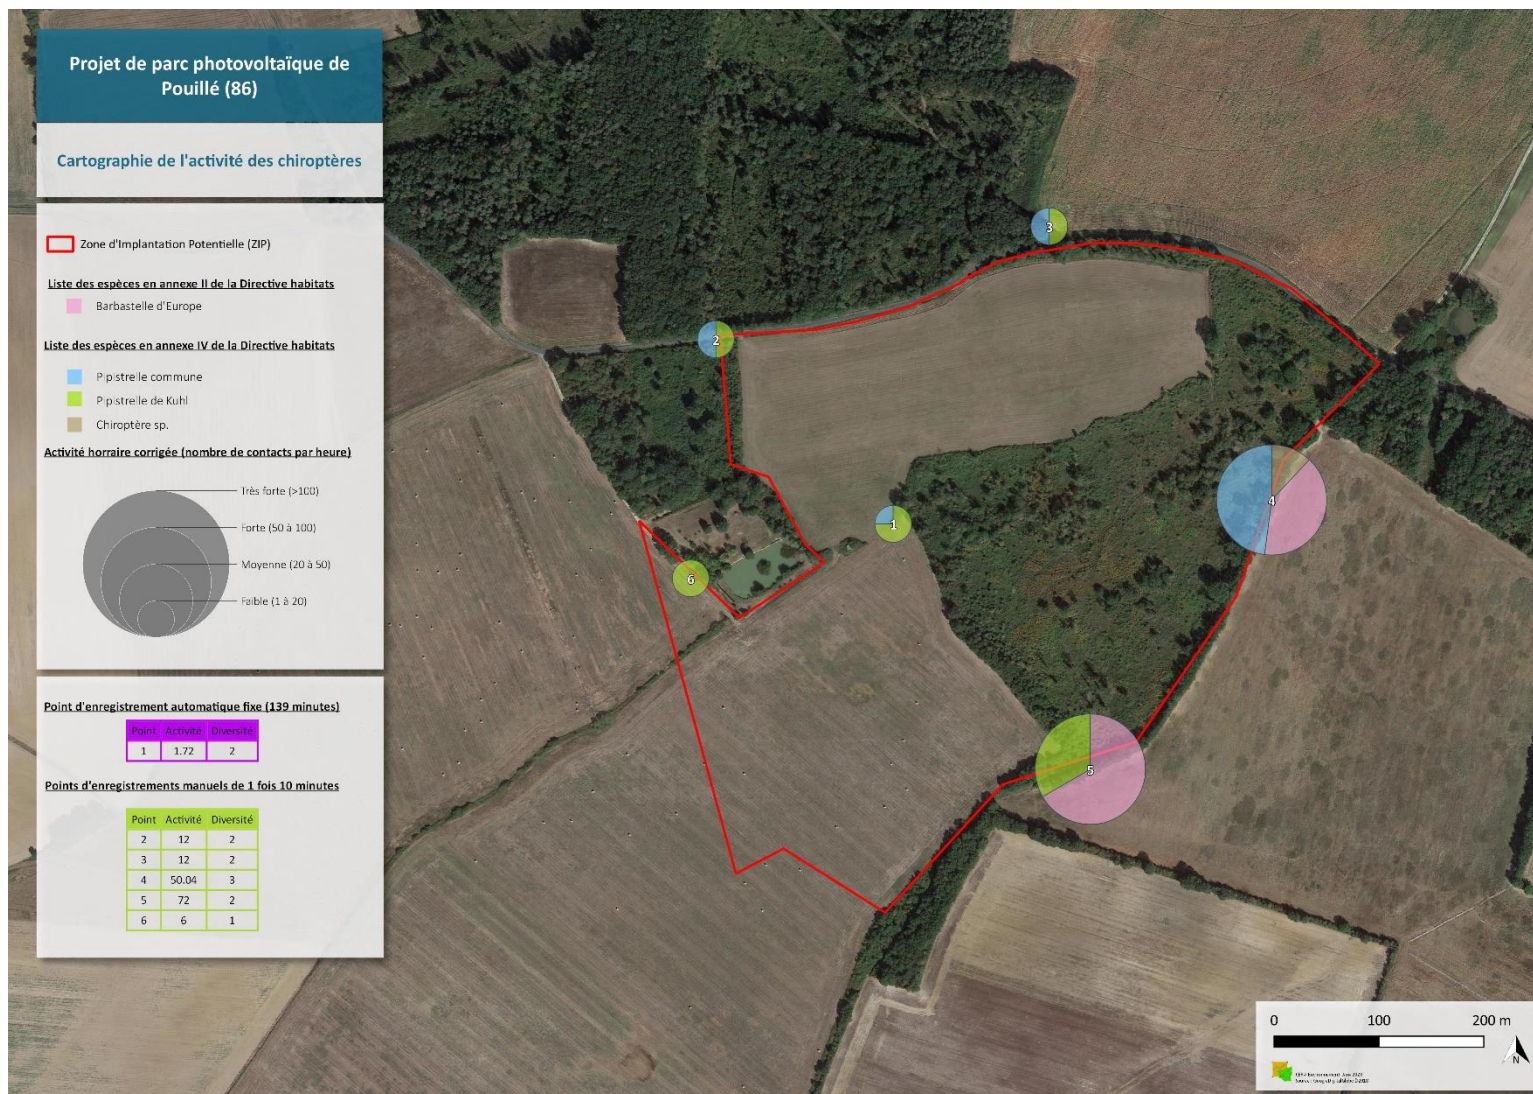 Projet de parc photovoltaïque de
Pouillé (86)
Cartographie de l'activité des chiroptères
Zone d'Implantation Potentielle (ZIP)
Liste des espèces en annexe II de la Directive habitats
Barbastelle d'Europe
Liste des espèces en annexe IV de la Directive habitats
Pipistrelle commune
Pipistrelle de Kuhl
Chiroptère sp.
Activité horraire corrigée (nombre de contacts par heure)
Très forte (>100)
Forte (50 à 100)
Moyenne (20 à 50)
Faible (1 à 20)
Point d'enregistrement automatique fixe (139 minutes)
Point Activité Diversité
1 1.72 2
Points d'enregistrements manuels de 1 fois 10 minutes
Point Activité Diversité
2 12 2
3 12 2
4 50.04 3
5 72 2
6 6 1
3
2
4
1
6
5
0 100 200 m
N